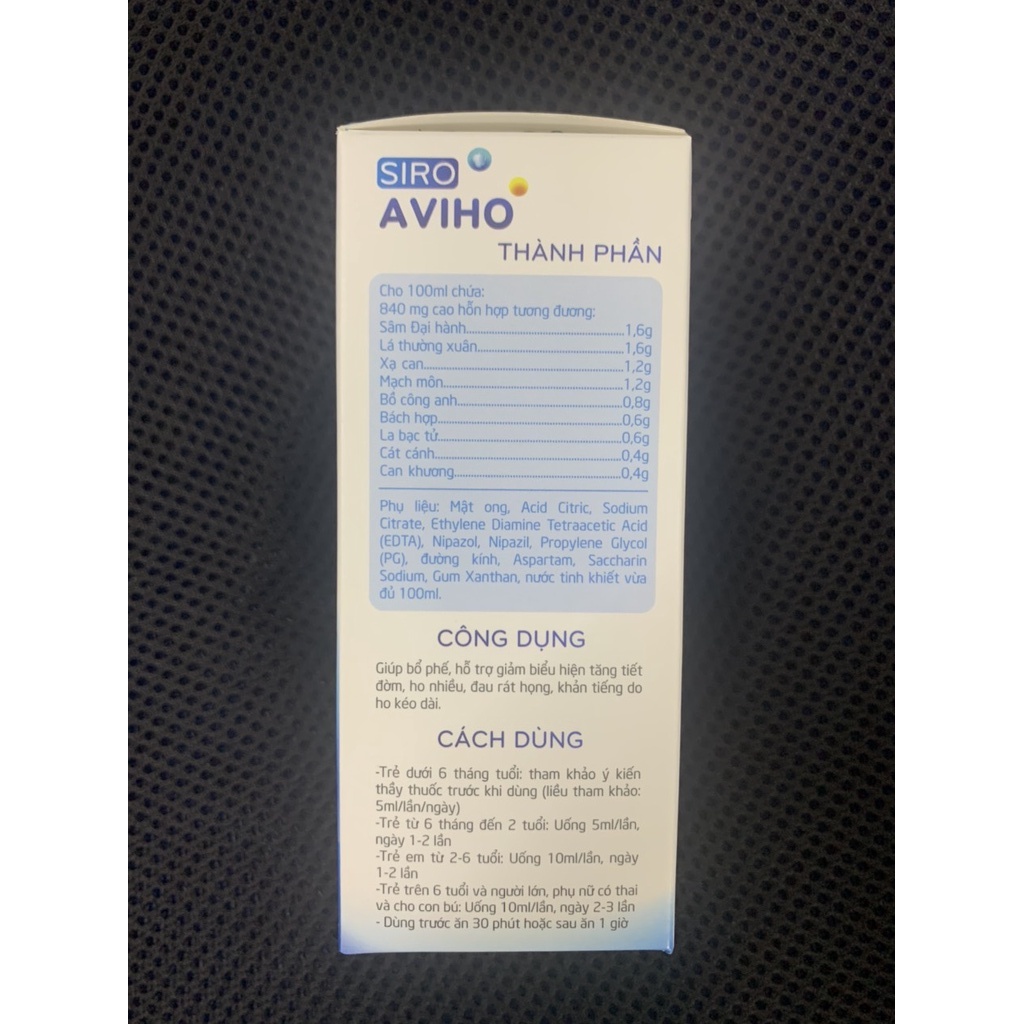 SIRO
AVIHO
THÀNH PHẦN
Cho 100ml chứa:
840 mg cao hỗn hợp tương đương:
Sâm Đại hành.....1,6g
Lá thường xuân.....1,6g
Xạ can.....1,2g
Mạch môn.....1,2g
Bồ công anh.....0,8g
Bách hợp.....0,6g
La bạc tử.....0,6g
Cát cánh.....0,4g
Can khương.....0,4g
Phụ liệu: Mật ong, Acid Citric, Sodium
Citrate, Ethylene Diamine Tetraacetic Acid
(EDTA), Nipazol, Nipazil, Propylene Glycol
(PG), đường kính, Aspartam, Saccharin
Sodium, Gum Xanthan, nước tinh khiết vừa
đủ 100ml.
CÔNG DỤNG
Giúp bổ phế, hỗ trợ giảm biểu hiện tăng tiết
đờm, ho nhiều, đau rát họng, khản tiếng do
ho kéo dài.
CÁCH DÙNG
-Trẻ dưới 6 tháng tuổi: tham khảo ý kiến
thầy thuốc trước khi dùng (liều tham khảo:
5ml/lần/ngày)
-Trẻ từ 6 tháng đến 2 tuổi: Uống 5ml/lần,
ngày 1-2 lần
-Trẻ em từ 2-6 tuổi: Uống 10ml/lần, ngày
1-2 lần
-Trẻ trên 6 tuổi và người lớn, phụ nữ có thai
và cho con bú: Uống 10ml/lần, ngày 2-3 lần
- Dùng trước ăn 30 phút hoặc sau ăn 1 giờ